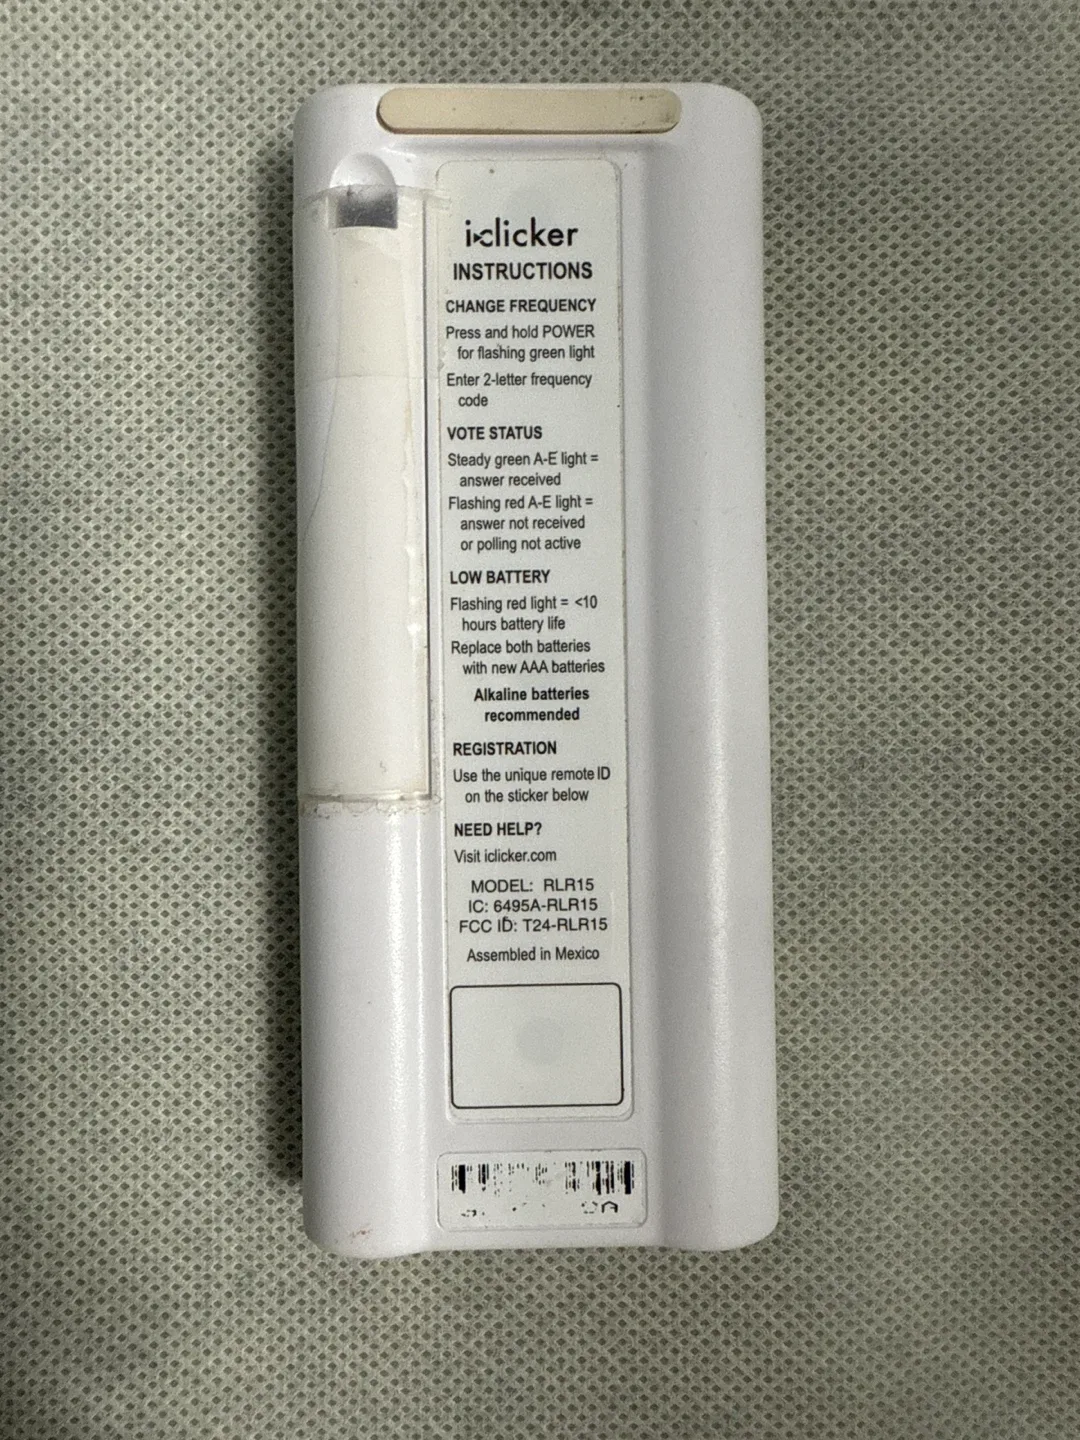 iclicker
INSTRUCTIONS
CHANGE FREQUENCY
Press and hold POWER
for flashing green light
Enter 2-letter frequency
code
VOTE STATUS
Steady green A-E light =
answer received
Flashing red A-E light =
answer not received
or polling not active
LOW BATTERY
Flashing red light = <10
hours battery life
Replace both batteries
with new AAA batteries
Alkaline batteries
recommended
REGISTRATION
Use the unique remote ID
on the sticker below
NEED HELP?
Visit iclicker.com
MODEL: RLR15
IC: 6495A-RLR15
FCC ID: T24-RLR15
Assembled in Mexico